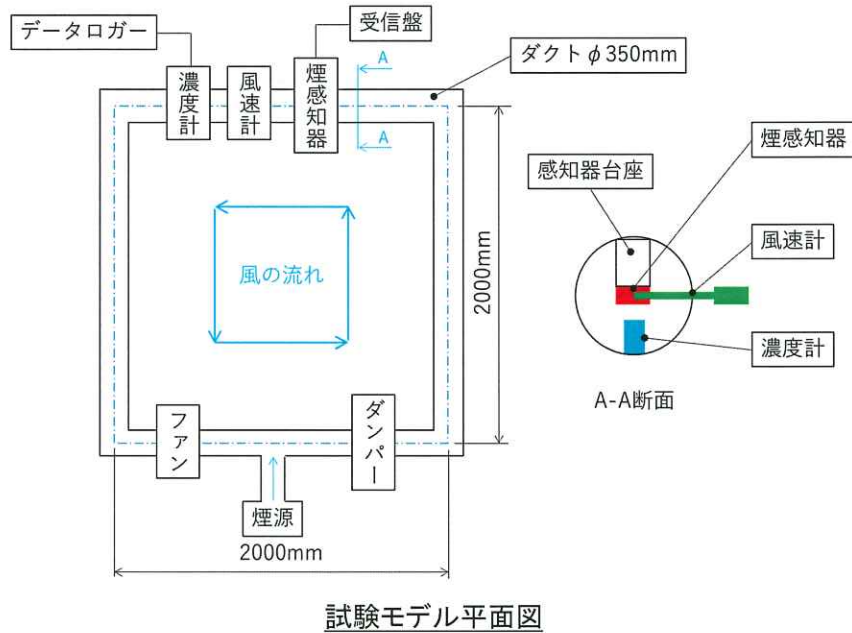 データロガー
受信盤
ダクトφ350mm
濃度計
風速計
煙感知器
A
A
煙感知器
感知器台座
風速計
風の流れ
2000mm
濃度計
A-A断面
ファン
ダンパー
煙源
2000mm
試験モデル平面図